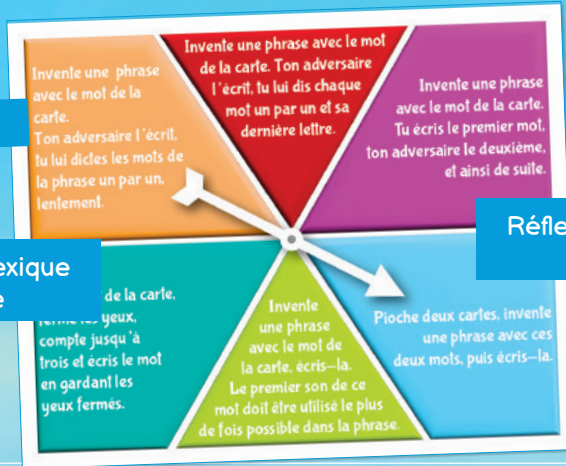 Invente une phrase
avec le mot de la
carte.
Ton adversaire l'écrit,
tu lui dictes les mots de
la phrase un par un,
lentement.
Invente une phrase avec le mot
de la carte. Ton adversaire
l'écrit, tu lui dis chaque
mot un par un et sa
dernière lettre.
Invente une phrase
avec le mot de la carte.
Tu écris le premier mot,
ton adversaire le deuxième,
et ainsi de suite.
de la carte,
yeux,
compte jusqu'à
trois et écris le mot
en gardant les
yeux fermés.
Invente
une phrase
avec le mot de
la carte, écris-la.
Le premier son de ce
mot doit être utilisé le plus
de fois possible dans la phrase.
Pioche deux cartes, invente
une phrase avec ces
deux mots, puis écris-la.